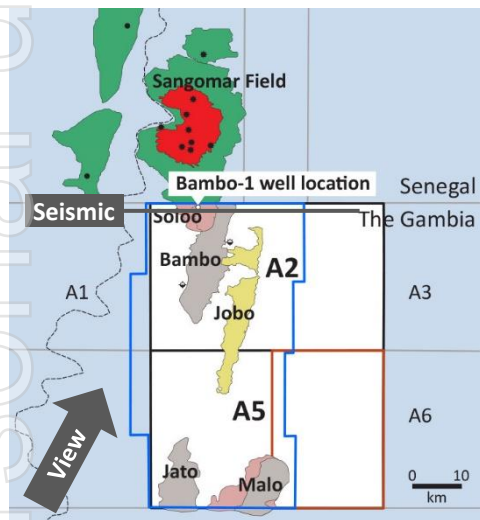 Sangomar Field
Bambo-1 well location
Senegal
Seismic
The Gambia
Soloo
Bambo
A2
A1
A3
Jobo
A5
A6
View
Jato
Malo
0 10
km